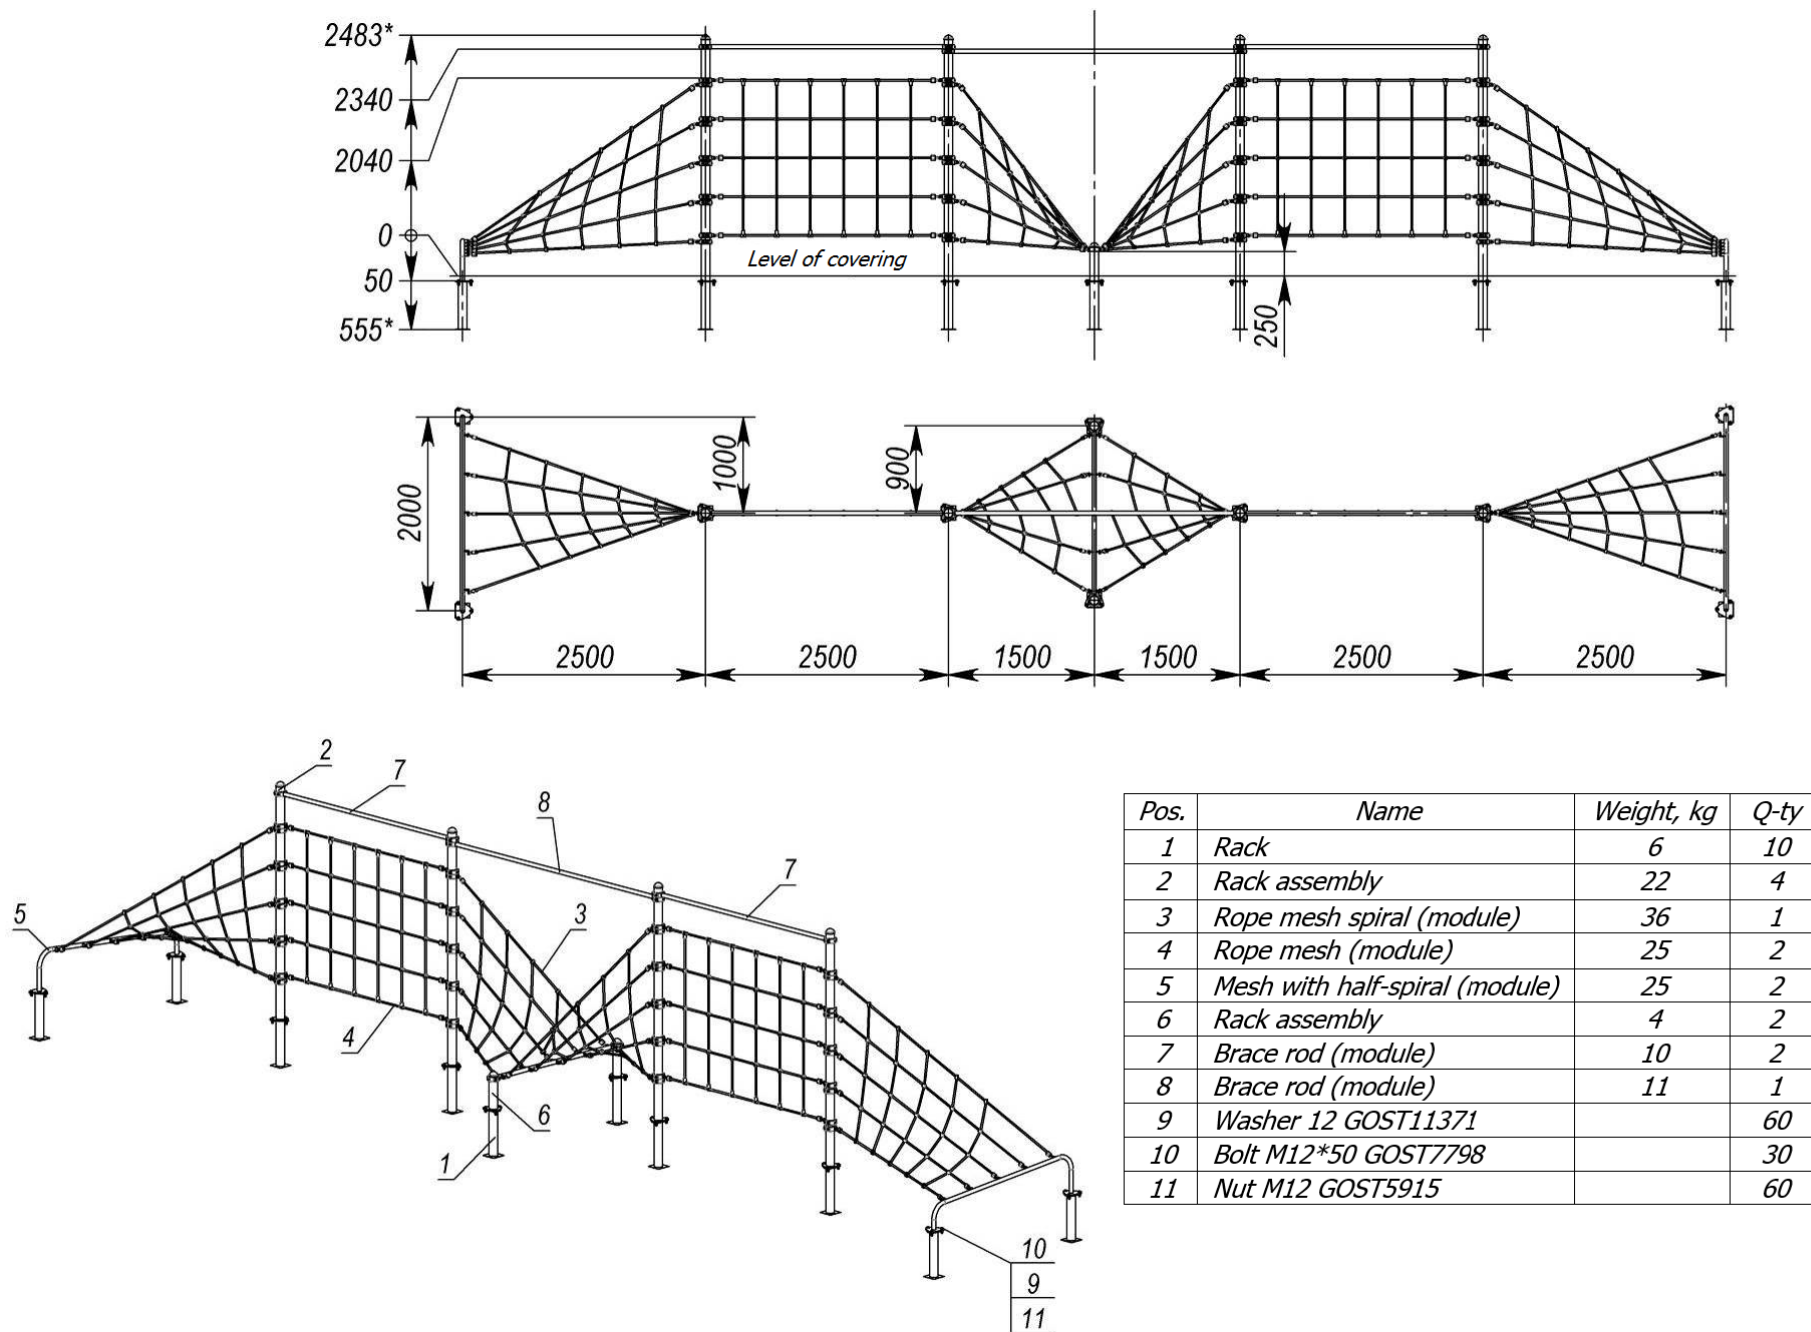 2483*
2340
2040
0
50
555*
Level of covering
250
2000
1000
900
2500 2500 1500 1500 2500 2500
2
7
8
7
5
3
4
6
1
10
9
11
Pos. Name Weight, kg Q-ty
1 Rack 6 10
2 Rack assembly 22 4
3 Rope mesh spiral (module) 36 1
4 Rope mesh (module) 25 2
5 Mesh with half-spiral (module) 25 2
6 Rack assembly 4 2
7 Brace rod (module) 10 2
8 Brace rod (module) 11 1
9 Washer 12 GOST11371 60
10 Bolt M12*50 GOST7798 30
11 Nut M12 GOST5915 60